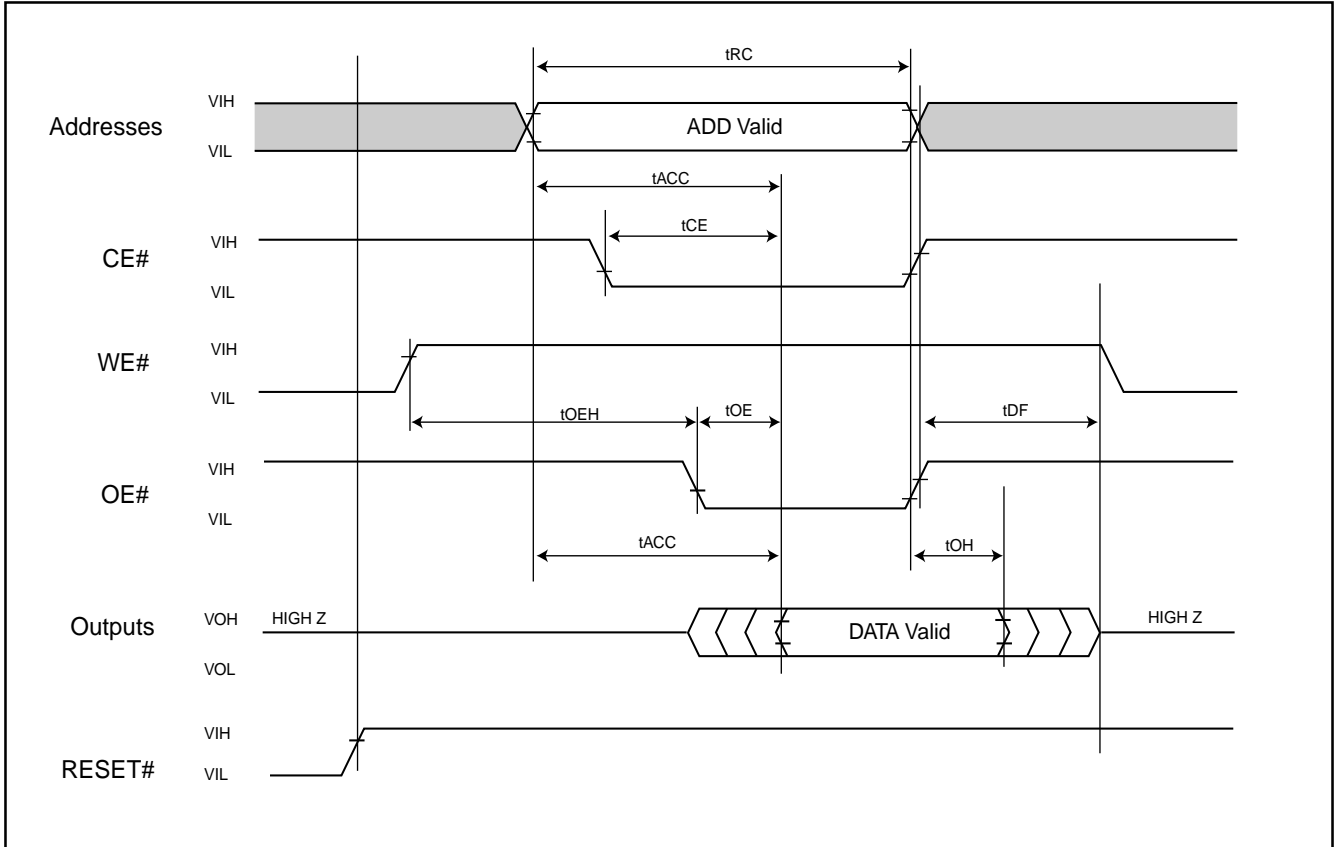 tRC
VIH
Addresses
ADD Valid
VIL
tACC
tCE
VIH
CE#
VIL
VIH
WE#
VIL
tOEH
tOE
tDF
VIH
OE#
VIL
tACC
tOH
Outputs
VOH
HIGH Z
DATA Valid
HIGH Z
VOL
VIH
RESET#
VIL